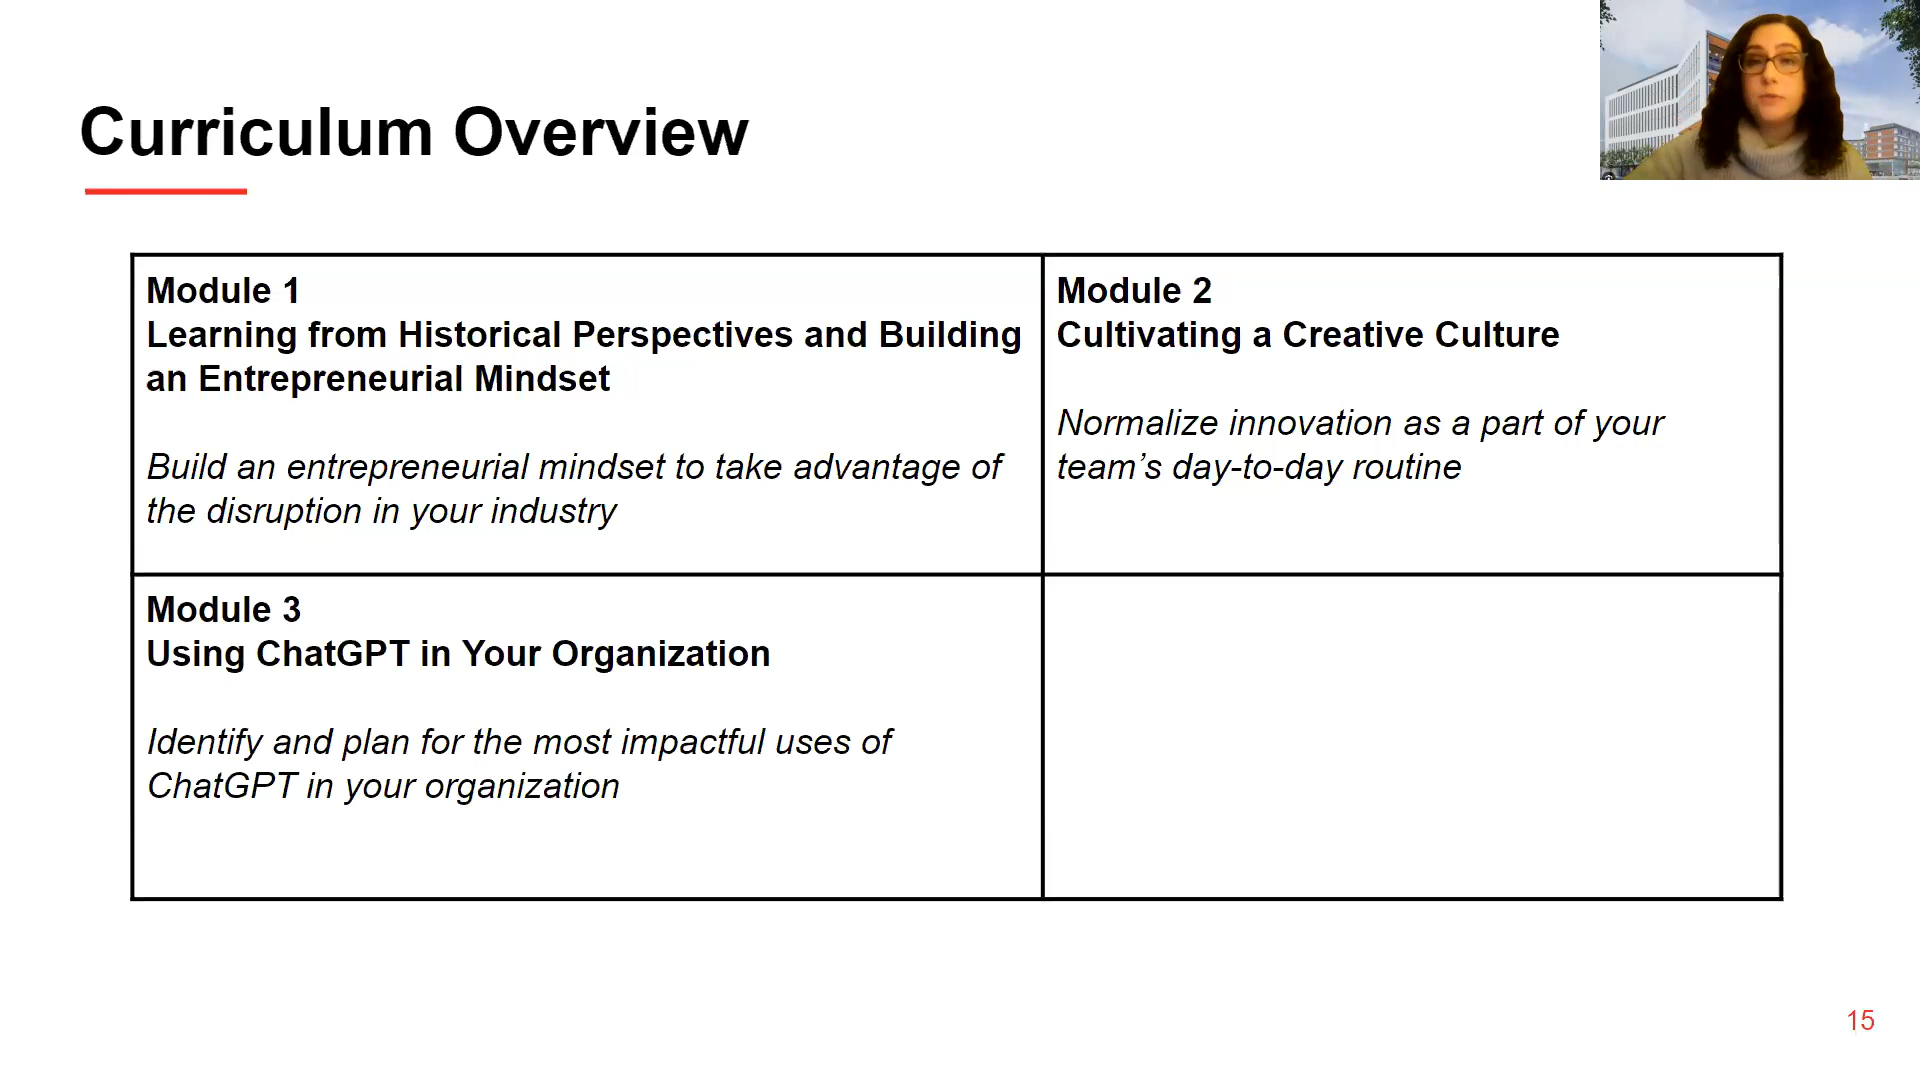 Curriculum Overview
Module 1
Learning from Historical Perspectives and Building
an Entrepreneurial Mindset
Build an entrepreneurial mindset to take advantage of
the disruption in your industry
Module 2
Cultivating a Creative Culture
Normalize innovation as a part of your
team’s day-to-day routine
Module 3
Using ChatGPT in Your Organization
Identify and plan for the most impactful uses of
ChatGPT in your organization
15